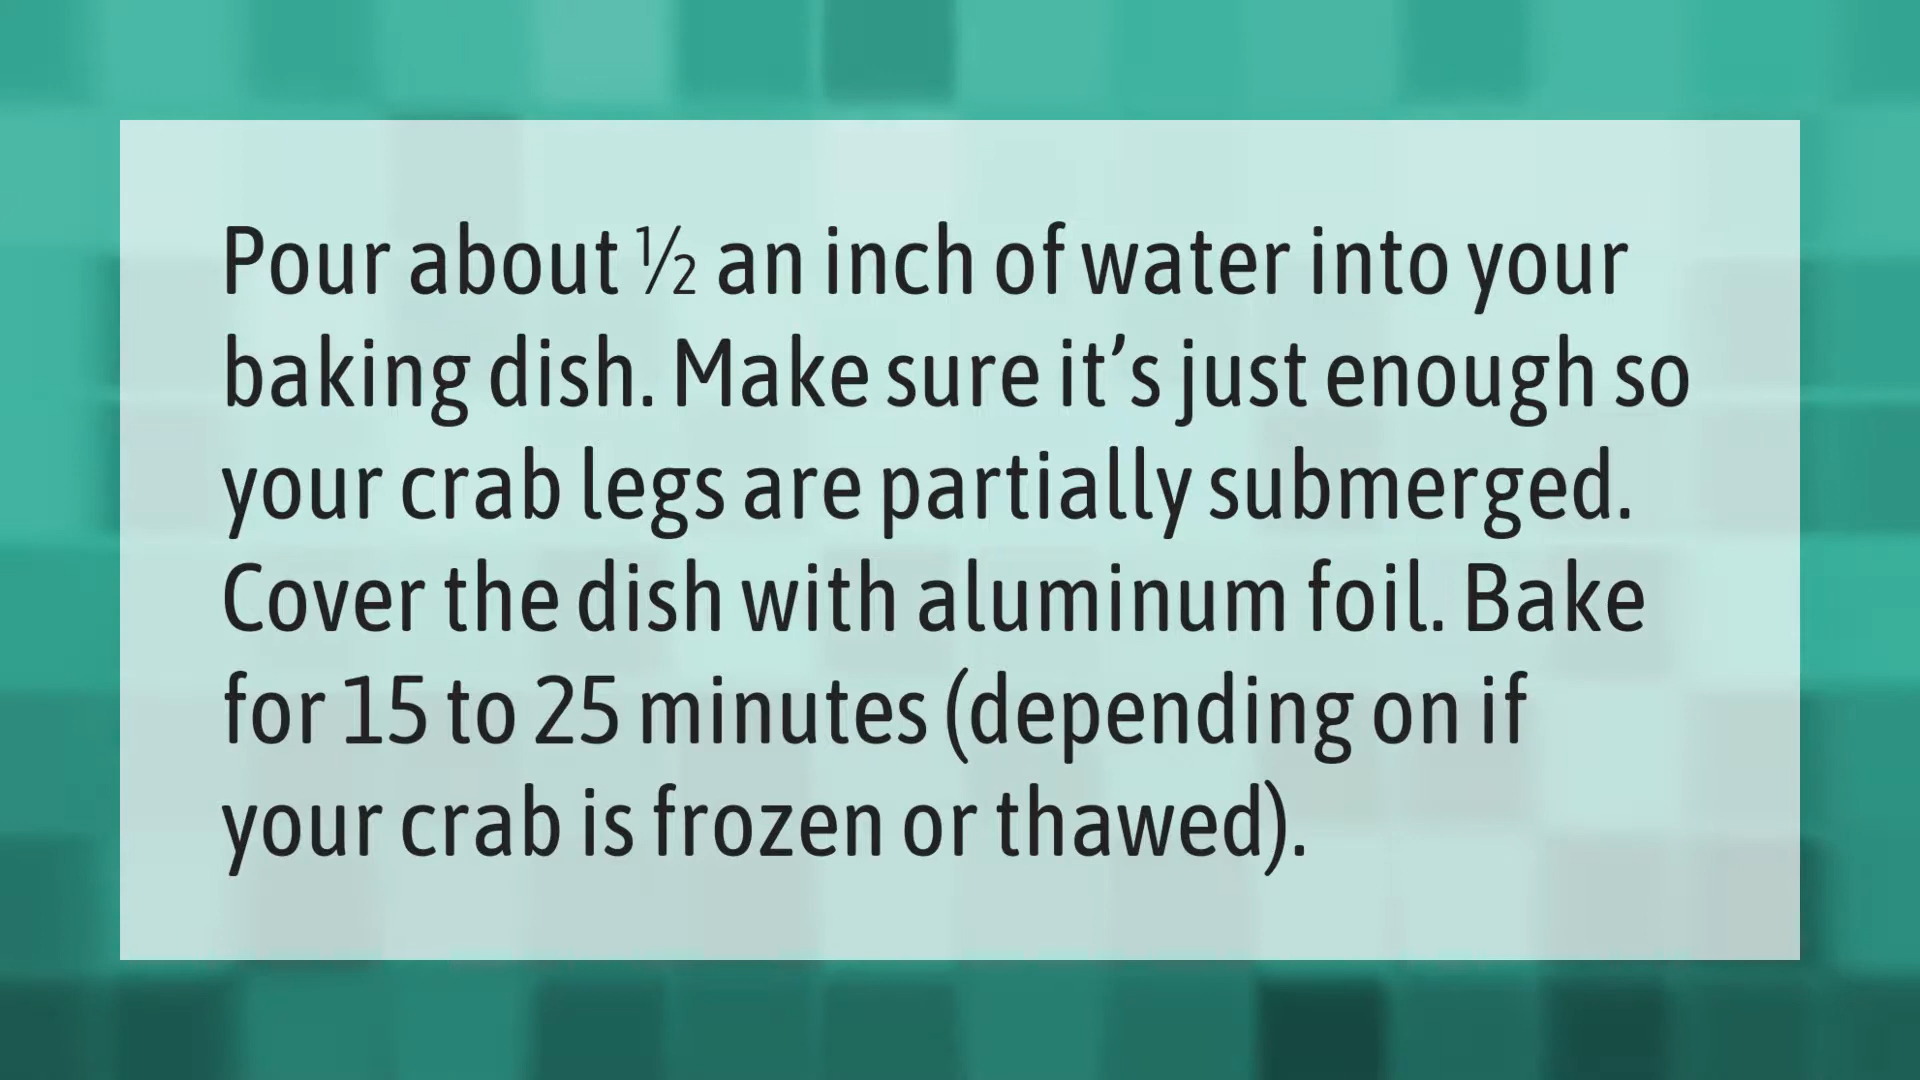 Pour about ½ an inch of water into your
baking dish. Make sure it’s just enough so
your crab legs are partially submerged.
Cover the dish with aluminum foil. Bake
for 15 to 25 minutes (depending on if
your crab is frozen or thawed).